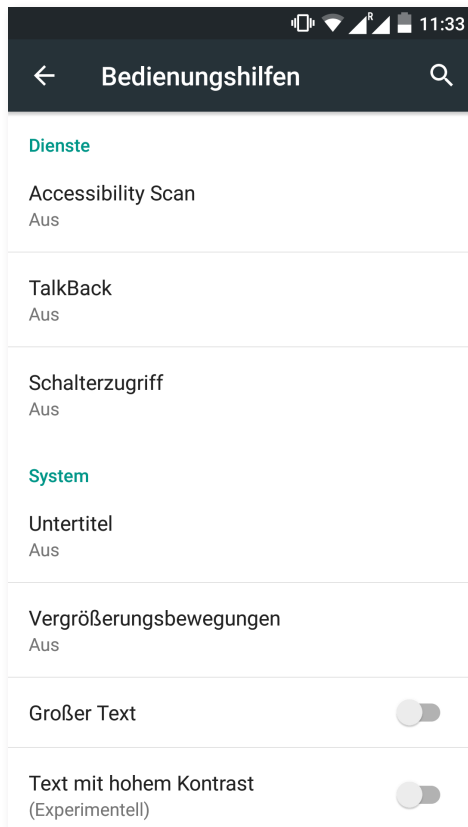 R 11:33
Bedienungshilfen
Dienste
Accessibility Scan
Aus
TalkBack
Aus
Schalterzugriff
Aus
System
Untertitel
Aus
Vergrößerungsbewegungen
Aus
Großer Text
Text mit hohem Kontrast
(Experimentell)